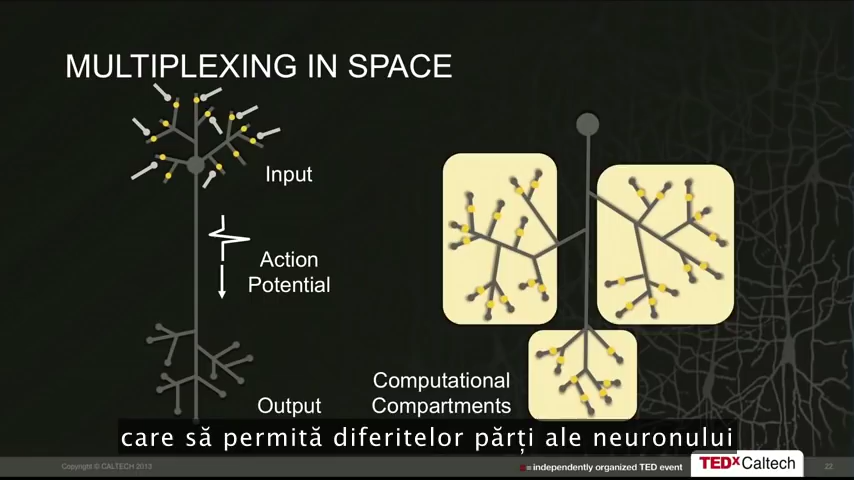 MULTIPLEXING IN SPACE
Input
Action
Potential
Output
Computational
Compartments
care să permită diferitelor părți ale neuronului
Copyright © CALTECH 2013
= independently organized TED event
TEDxCaltech
22